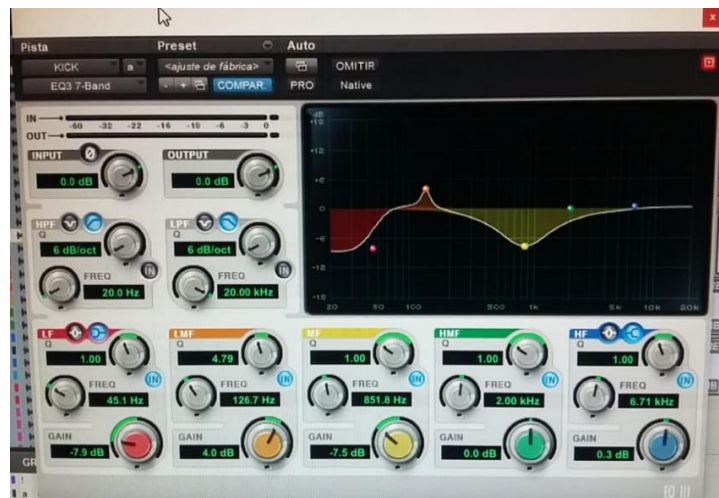 x
Pista Preset Auto
KICK a <ajuste de fábrica> OMITIR
EQ3 7-Band - + COMPAR. PRO Native
IN -60 -32 -22 -16 -10 -6 -3 0
OUT
INPUT Ø OUTPUT
0.0 dB 0.0 dB
HPF LPF
Q Q
6 dB/oct 6 dB/oct
FREQ IN FREQ IN
20.0 Hz 20.00 kHz
dB
+18
+12
+6
0
-6
-12
-18
20 50 100 500 1k 5k 10k 20K
LF LMF MF HMF HF
Q Q Q Q Q
1.00 4.79 1.00 1.00 1.00
FREQ IN FREQ IN FREQ IN FREQ IN FREQ IN
45.1 Hz 126.7 Hz 851.8 Hz 2.00 kHz 6.71 kHz
GAIN GAIN GAIN GAIN GAIN
-7.9 dB 4.0 dB -7.5 dB 0.0 dB 0.3 dB
GR
a
EQ III